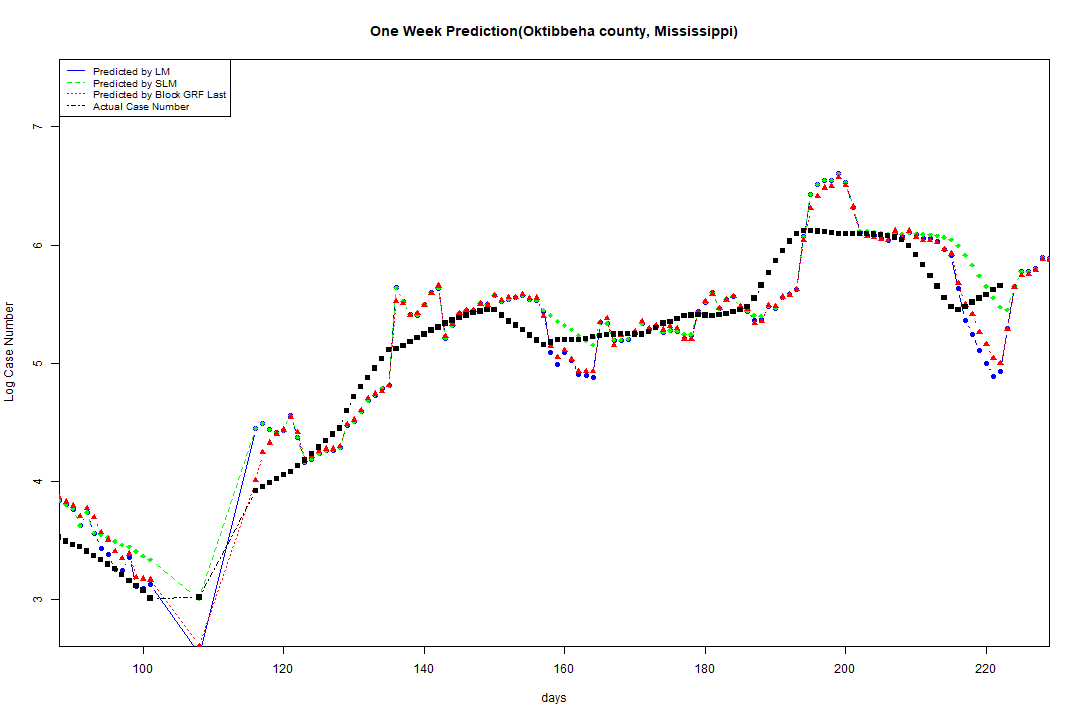 One Week Prediction(Oktibbeha county, Mississippi)
Predicted by LM
Predicted by SLM
Predicted by Block GRF Last
Actual Case Number
Log Case Number
7
6
5
4
3
100 120 140 160 180 200 220
days